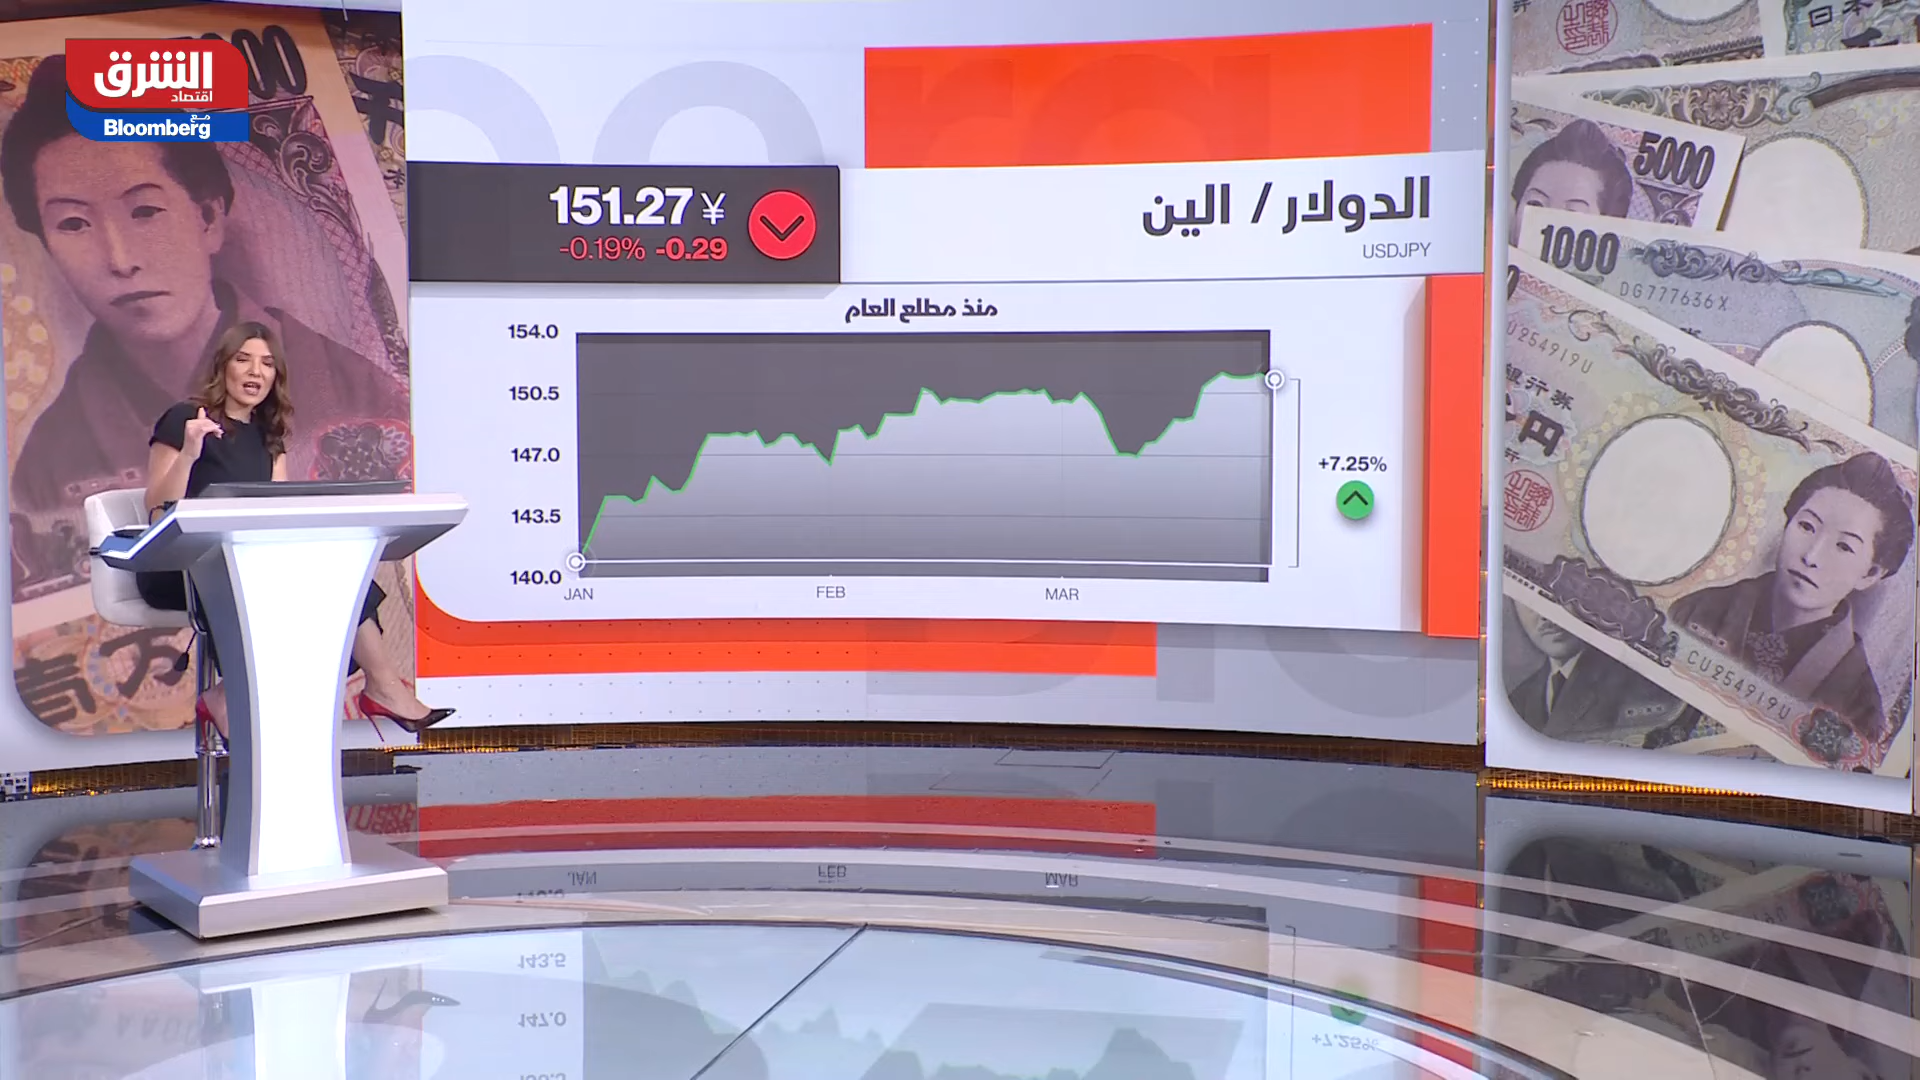 الشرق
اقتصاد
مع
Bloomberg
الدولار / الين
USDJPY
151.27 ¥
-0.19% -0.29
منذ مطلع العام
154.0
150.5
147.0
143.5
140.0
JAN
FEB
MAR
+7.25%
5000
1000
DG777636X
CU254919U